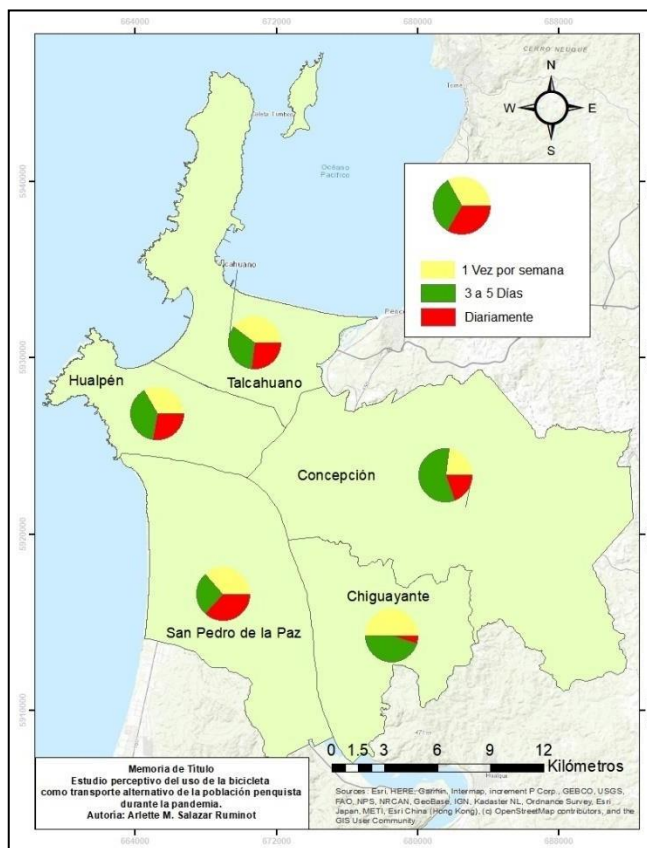 664000 672000 680000 688000
CERRO NEUQUE
N
W E
S
Tome
Caleta Tumbes
Océano
Pacífico
5940000
1 Vez por semana
3 a 5 Días
Diariamente
Talcahuano
5930000
Hualpén
Talcahuano
Concepción
5920000
Chiguayante
San Pedro de la Paz
5910000
0 1.5 3 6 9 12
Kilómetros
Memoria de Título
Estudio perceptivo del uso de la bicicleta
como transporte alternativo de la población penquista
durante la pandemia.
Autoria: Arlette M. Salazar Ruminot
Sources: Esri, HERE, Garmin, Intermap, increment P Corp., GEBCO, USGS,
FAO, NPS, NRCAN, GeoBase, IGN, Kadaster NL, Ordnance Survey, Esri
Japan, METI, Esri China (Hong Kong), (c) OpenStreetMap contributors, and the
GIS User Community
664000 672000 680000 688000